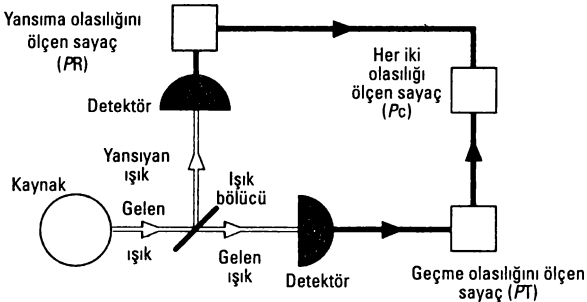 Yansıma olasılığını
ölçen sayaç
(PR)
Her iki
olasılığı
ölçen sayaç
(Pc)
Detektör
Yansıyan
ışık
Işık
bölücü
Kaynak
Gelen
ışık
Gelen
ışık
Detektör
Geçme olasılığını ölçen
sayaç (PT)